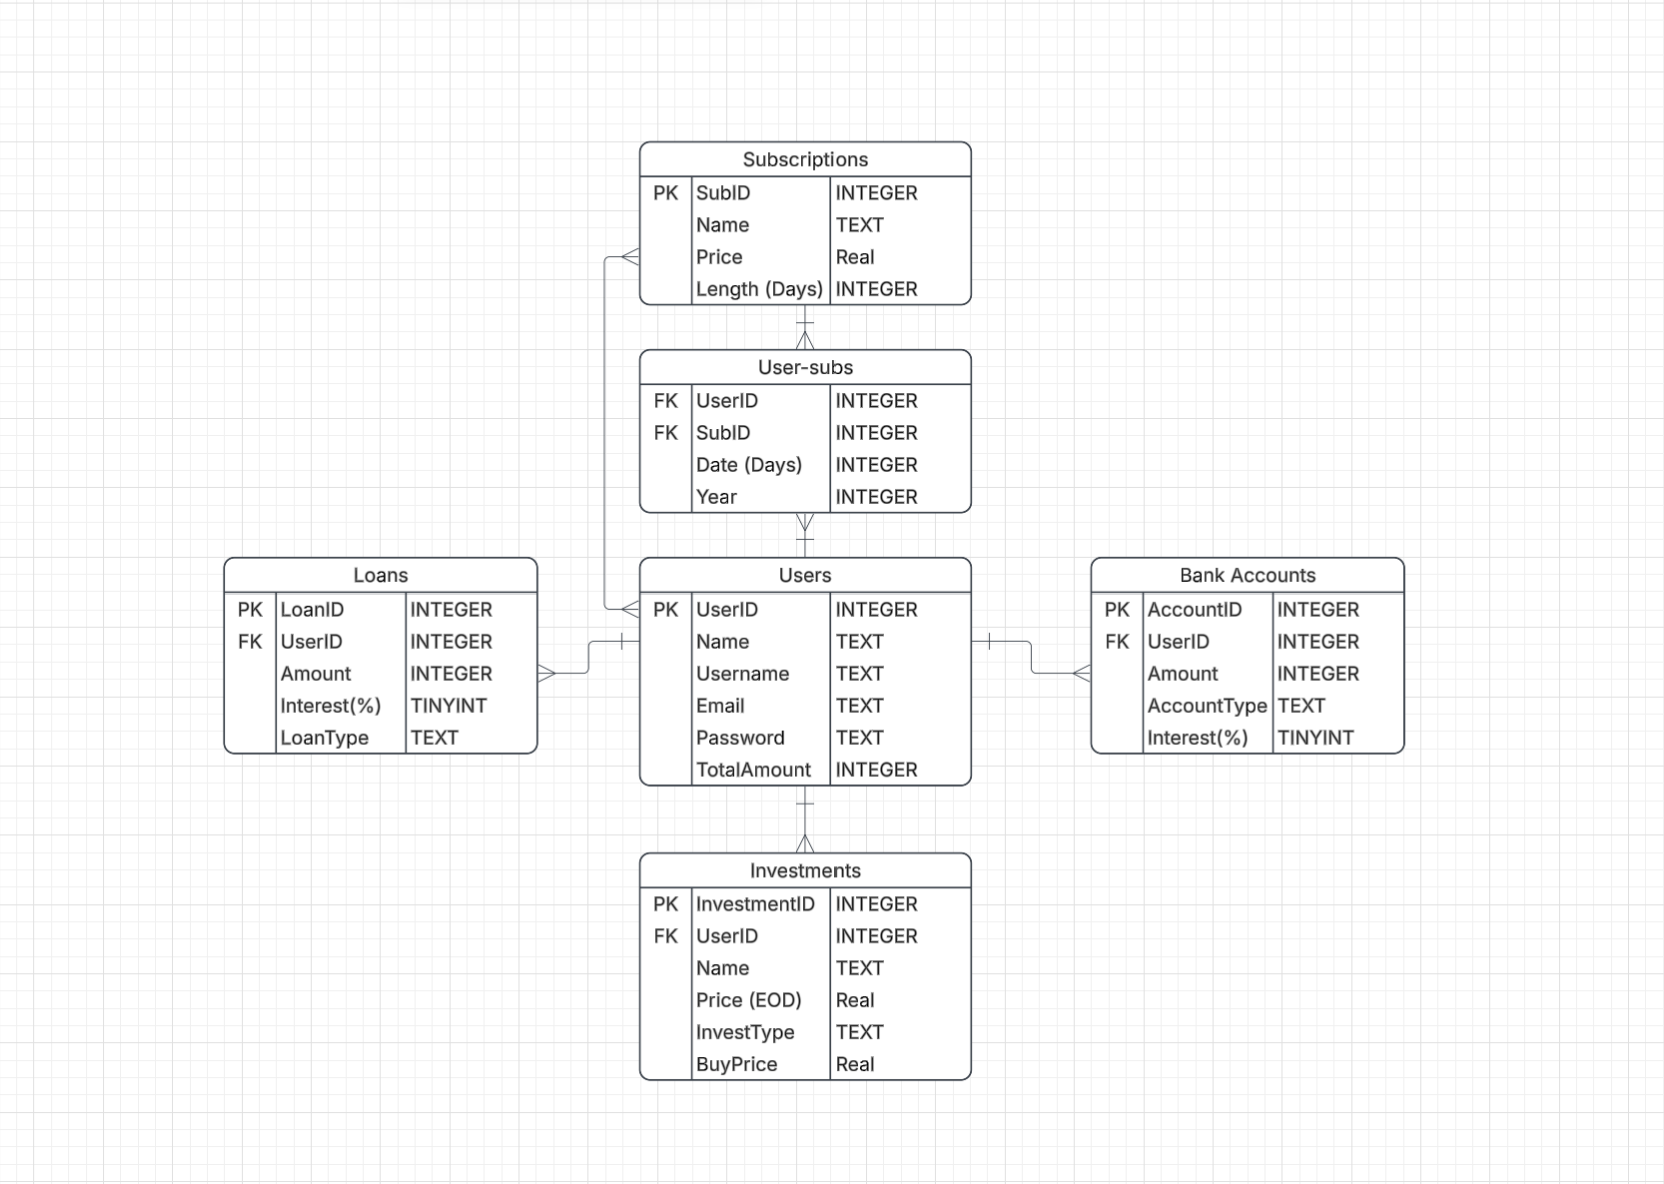 Subscriptions
PK SubID INTEGER
Name TEXT
Price Real
Length (Days) INTEGER
User-subs
FK UserID INTEGER
FK SubID INTEGER
Date (Days) INTEGER
Year INTEGER
Loans
PK LoanID INTEGER
FK UserID INTEGER
Amount INTEGER
Interest(%) TINYINT
LoanType TEXT
Users
PK UserID INTEGER
Name TEXT
Username TEXT
Email TEXT
Password TEXT
TotalAmount INTEGER
Bank Accounts
PK AccountID INTEGER
FK UserID INTEGER
Amount INTEGER
AccountType TEXT
Interest(%) TINYINT
Investments
PK InvestmentID INTEGER
FK UserID INTEGER
Name TEXT
Price (EOD) Real
InvestType TEXT
BuyPrice Real